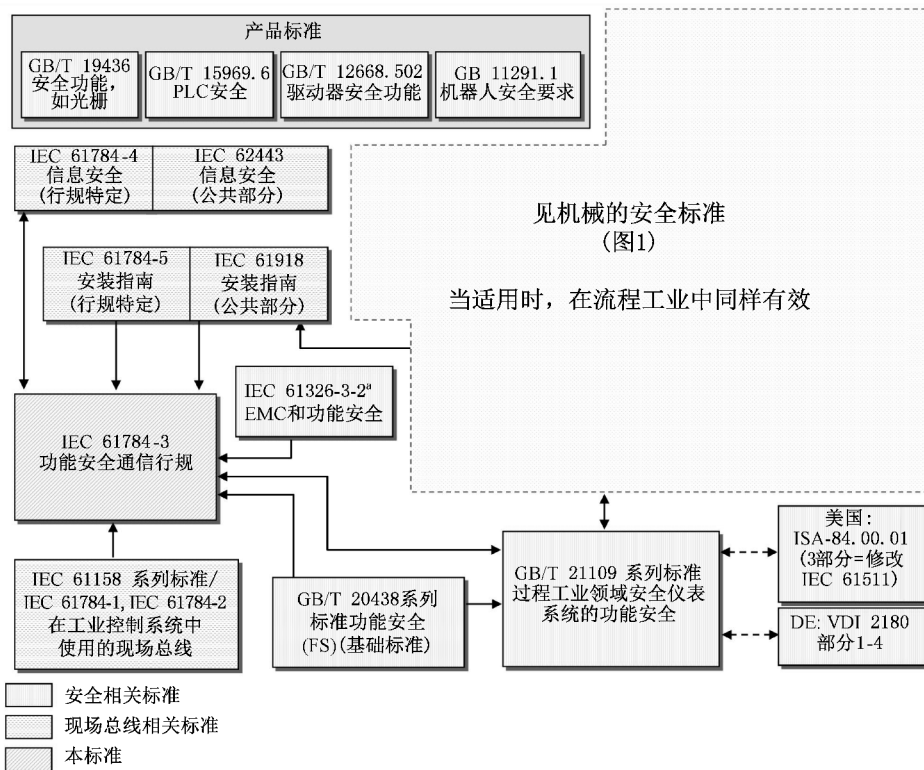 产品标准
GB/T 19436
安全功能,
如光栅
GB/T 15969.6
PLC安全
GB/T 12668.502
驱动器安全功能
GB 11291.1
机器人安全要求
IEC 61784-4
信息安全
(行规特定)
IEC 62443
信息安全
(公共部分)
见机械的安全标准
(图1)
当适用时，在流程工业中同样有效
IEC 61784-5
安装指南
(行规特定)
IEC 61918
安装指南
(公共部分)
IEC 61326-3-2ᵃ
EMC和功能安全
IEC 61784-3
功能安全通信行规
IEC 61158 系列标准/
IEC 61784-1, IEC 61784-2
在工业控制系统中
使用的现场总线
GB/T 20438系列
标准功能安全
(FS)(基础标准)
GB/T 21109 系列标准
过程工业领域安全仪表
系统的功能安全
美国:
ISA-84.00.01
(3部分=修改
IEC 61511)
DE: VDI 2180
部分1-4
安全相关标准
现场总线相关标准
本标准